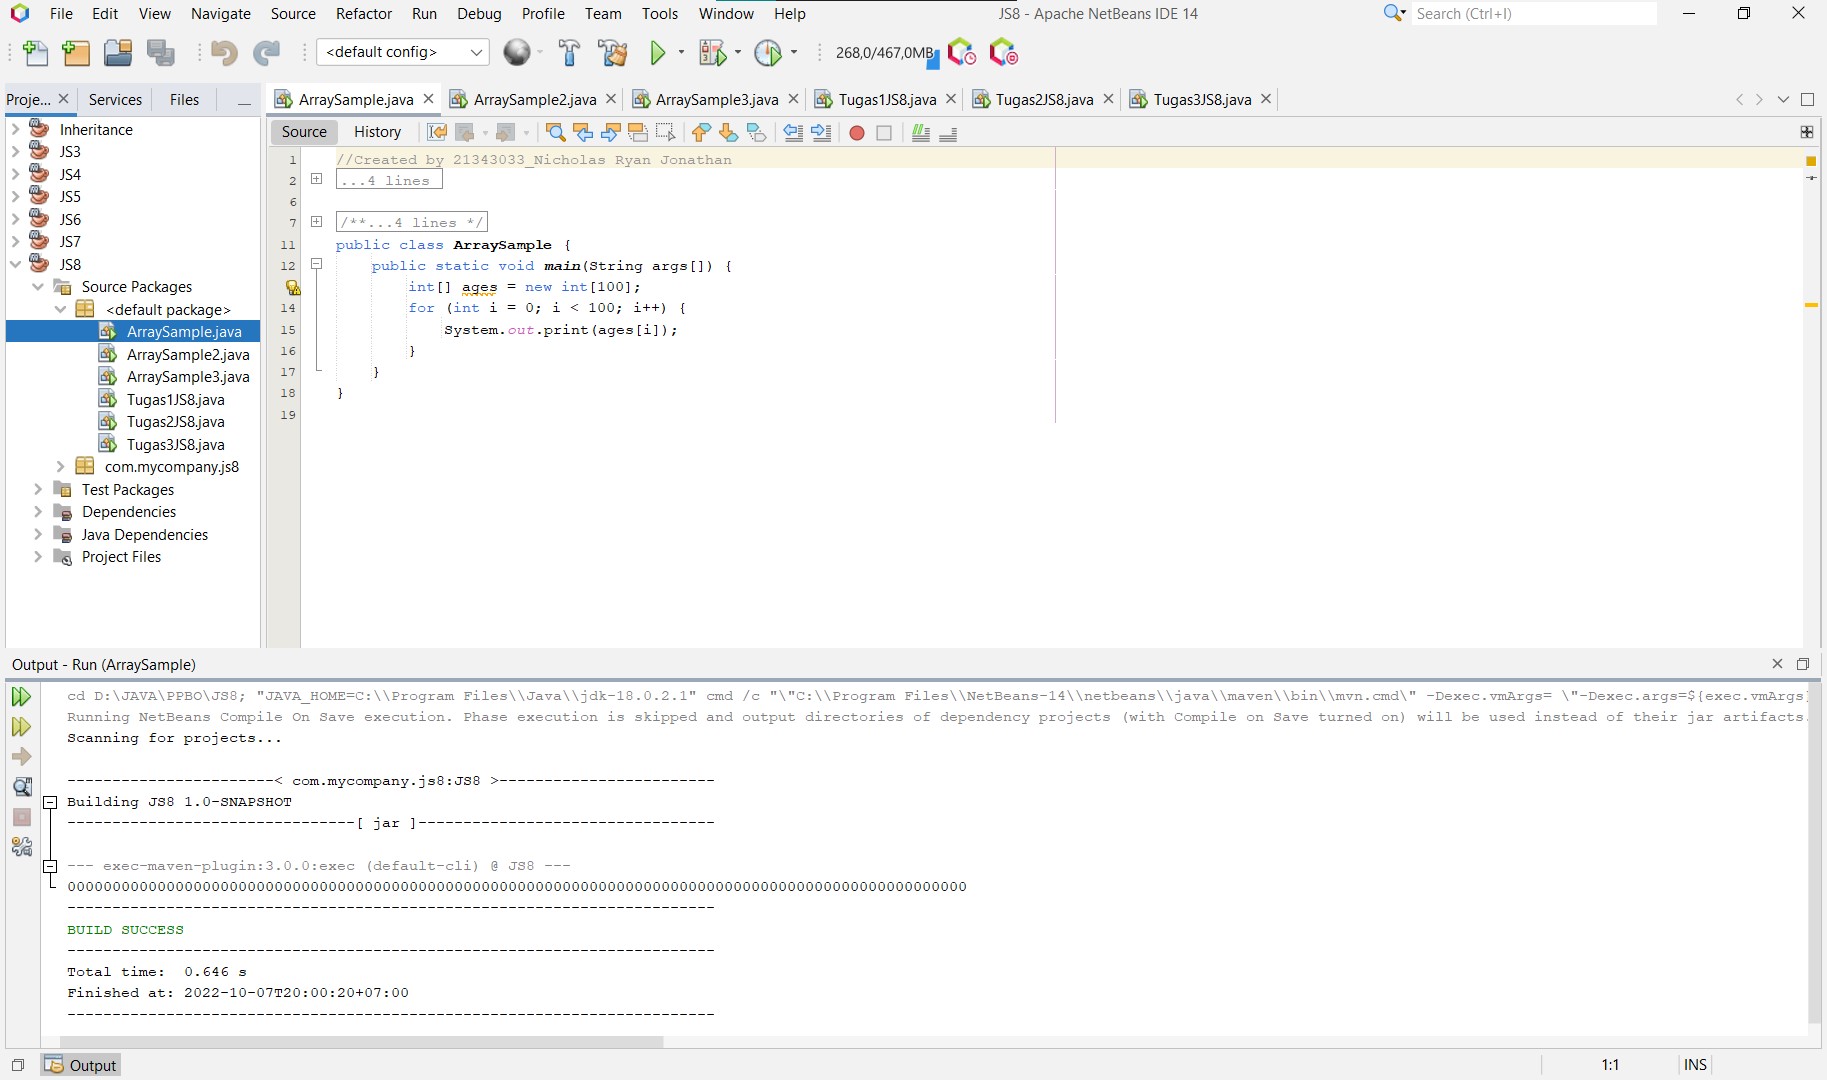 File Edit View Navigate Source Refactor Run Debug Profile Team Tools Window Help JS8 - Apache NetBeans IDE 14 Search (Ctrl+I)
<default config> 268,0/467,0MB
Proje... Services Files ArraySample.java ArraySample2.java ArraySample3.java Tugas1JS8.java Tugas2JS8.java Tugas3JS8.java
Source History
Inheritance
JS3
JS4
JS5
JS6
JS7
JS8
Source Packages
<default package>
ArraySample.java
ArraySample2.java
ArraySample3.java
Tugas1JS8.java
Tugas2JS8.java
Tugas3JS8.java
com.mycompany.js8
Test Packages
Dependencies
Java Dependencies
Project Files
1 //Created by 21343033_Nicholas Ryan Jonathan
2 ...4 lines
6
7 /**...4 lines */
11 public class ArraySample {
12 public static void main(String args[]) {
int[] ages = new int[100];
14 for (int i = 0; i < 100; i++) {
15 System.out.print(ages[i]);
16 }
17 }
18 }
19
Output - Run (ArraySample)
cd D:\JAVA\PPBO\JS8; "JAVA_HOME=C:\\Program Files\\Java\\jdk-18.0.2.1" cmd /c "\"C:\\Program Files\\NetBeans-14\\netbeans\\java\\maven\\bin\\mvn.cmd\" -Dexec.vmArgs= \"-Dexec.args=${exec.vmArgs}
Running NetBeans Compile On Save execution. Phase execution is skipped and output directories of dependency projects (with Compile on Save turned on) will be used instead of their jar artifacts.
Scanning for projects...
-----------------------< com.mycompany.js8:JS8 >------------------------
Building JS8 1.0-SNAPSHOT
--------------------------------[ jar ]---------------------------------
--- exec-maven-plugin:3.0.0:exec (default-cli) @ JS8 ---
0000000000000000000000000000000000000000000000000000000000000000000000000000000000000000000000000000
------------------------------------------------------------------------
BUILD SUCCESS
------------------------------------------------------------------------
Total time:  0.646 s
Finished at: 2022-10-07T20:00:20+07:00
------------------------------------------------------------------------
Output 1:1 INS